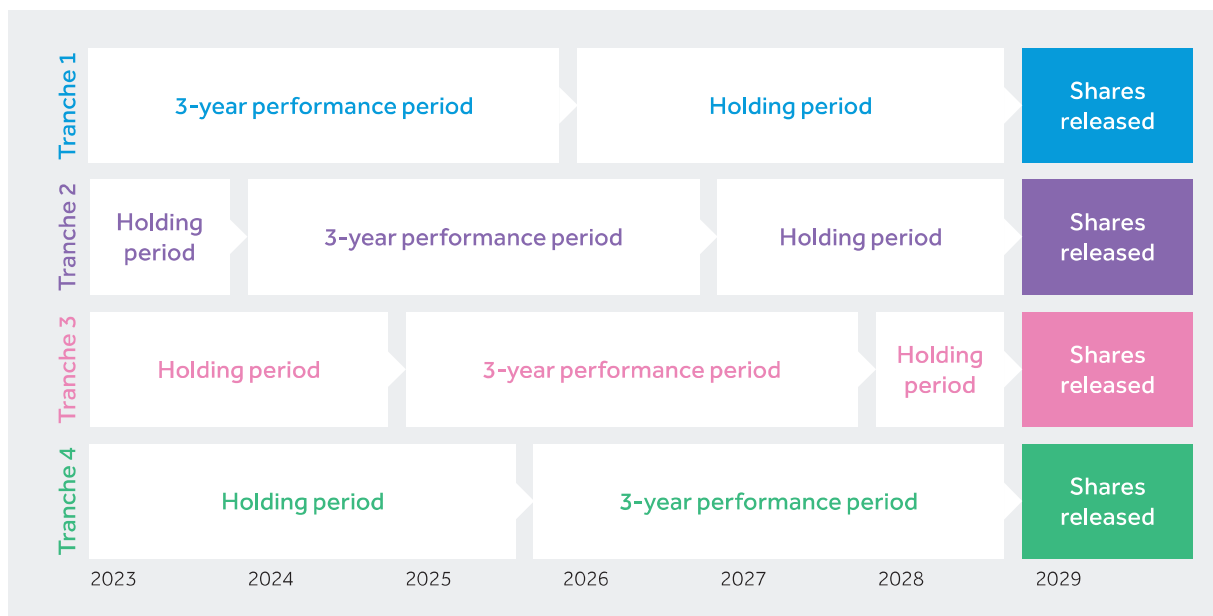 Tranche 1
3-year performance period
Holding period
Shares
released
Tranche 2
Holding
period
3-year performance period
Holding period
Shares
released
Tranche 3
Holding period
3-year performance period
Holding
period
Shares
released
Tranche 4
Holding period
3-year performance period
Shares
released
2023 2024 2025 2026 2027 2028 2029